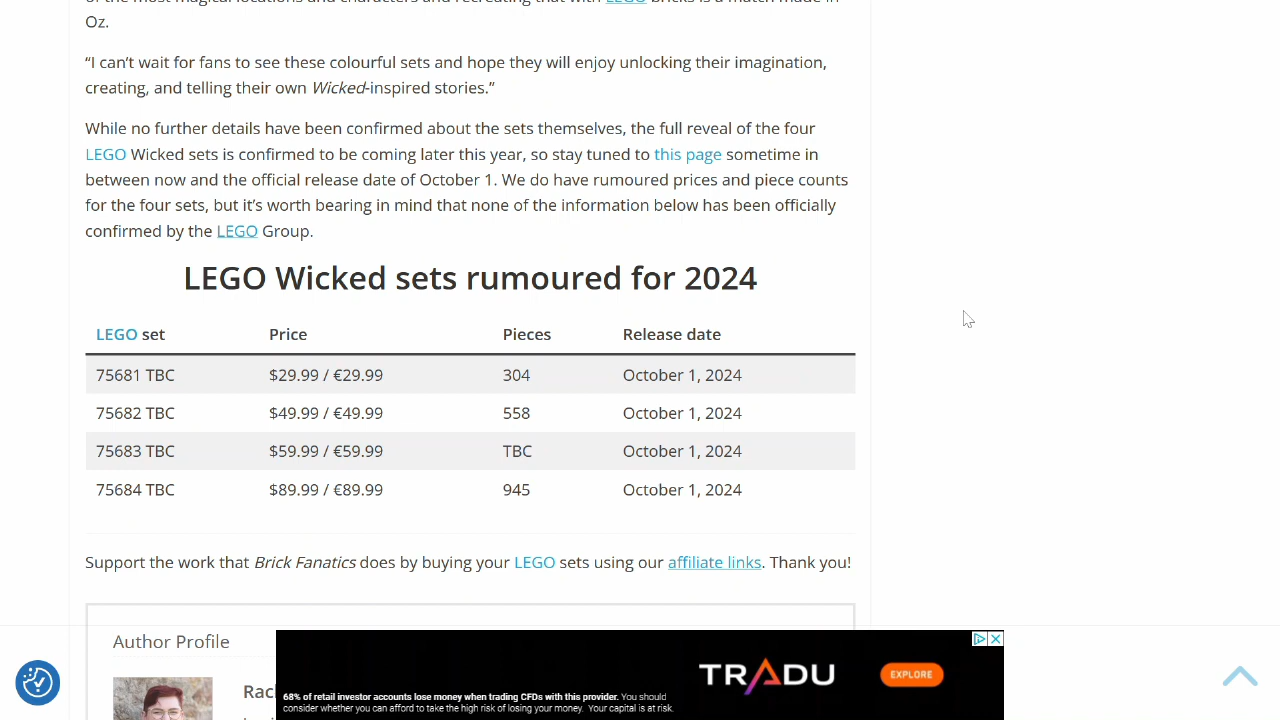 Oz.
“I can’t wait for fans to see these colourful sets and hope they will enjoy unlocking their imagination,
creating, and telling their own Wicked-inspired stories.”
While no further details have been confirmed about the sets themselves, the full reveal of the four
LEGO Wicked sets is confirmed to be coming later this year, so stay tuned to this page sometime in
between now and the official release date of October 1. We do have rumoured prices and piece counts
for the four sets, but it’s worth bearing in mind that none of the information below has been officially
confirmed by the LEGO Group.
LEGO Wicked sets rumoured for 2024
LEGO set Price Pieces Release date
75681 TBC $29.99 / €29.99 304 October 1, 2024
75682 TBC $49.99 / €49.99 558 October 1, 2024
75683 TBC $59.99 / €59.99 TBC October 1, 2024
75684 TBC $89.99 / €89.99 945 October 1, 2024
Support the work that Brick Fanatics does by buying your LEGO sets using our affiliate links. Thank you!
Author Profile
Rac
68% of retail investor accounts lose money when trading CFDs with this provider. You should
consider whether you can afford to take the high risk of losing your money. Your capital is at risk.
TRADU
EXPLORE